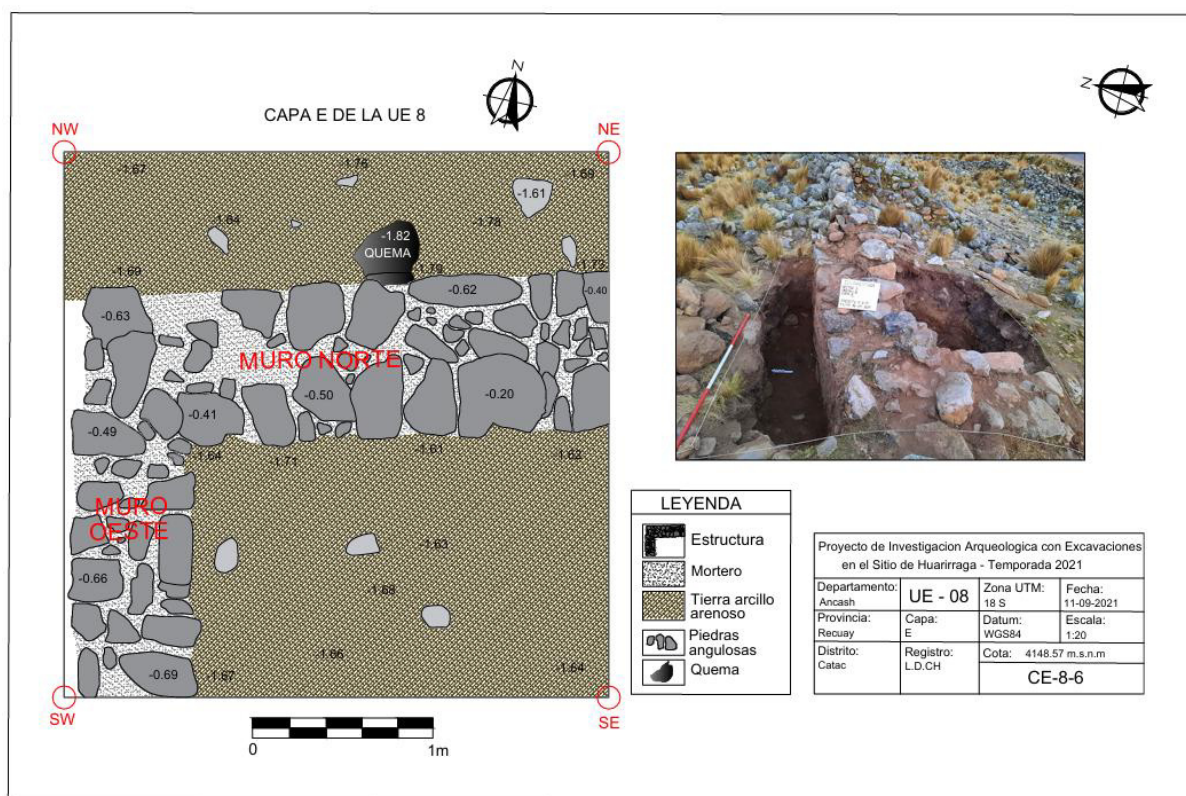 N
N
CAPA E DE LA UE 8
NW
NE
-1.67
-1.76
-1.69
-1.61
-1.64
-1.78
-1.82
QUEMA
-1.69
-1.79
-1.73
-0.62
-0.40
-0.63
MURO NORTE
-0.41
-0.50
-0.20
-0.49
-1.64
-1.71
-1.61
-1.62
MURO
OESTE
-1.63
-0.66
-1.68
-1.66
-0.69
-1.67
-1.64
SW
SE
0
1m
LEYENDA
Estructura
Mortero
Tierra arcillo
arenoso
Piedras
angulosas
Quema
Proyecto de Investigacion Arqueologica con Excavaciones
en el Sitio de Huarirraga - Temporada 2021
Departamento:
Ancash
UE - 08
Zona UTM:
18 S
Fecha:
11-09-2021
Provincia:
Recuay
Capa:
E
Datum:
WGS84
Escala:
1:20
Distrito:
Catac
Registro:
L.D.CH
Cota: 4148.57 m.s.n.m
CE-8-6